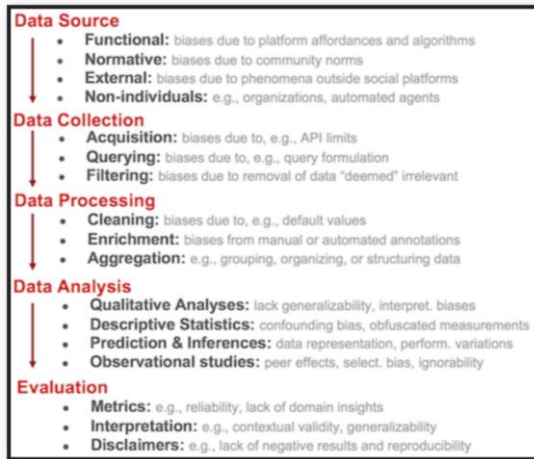 Data Source
• Functional: biases due to platform affordances and algorithms
• Normative: biases due to community norms
• External: biases due to phenomena outside social platforms
• Non-individuals: e.g., organizations, automated agents
Data Collection
• Acquisition: biases due to, e.g., API limits
• Querying: biases due to, e.g., query formulation
• Filtering: biases due to removal of data "deemed" irrelevant
Data Processing
• Cleaning: biases due to, e.g., default values
• Enrichment: biases from manual or automated annotations
• Aggregation: e.g., grouping, organizing, or structuring data
Data Analysis
• Qualitative Analyses: lack generalizability, interpret. biases
• Descriptive Statistics: confounding bias, obfuscated measurements
• Prediction & Inferences: data representation, perform. variations
• Observational studies: peer effects, select. bias, ignorability
Evaluation
• Metrics: e.g., reliability, lack of domain insights
• Interpretation: e.g., contextual validity, generalizability
• Disclaimers: e.g., lack of negative results and reproducibility